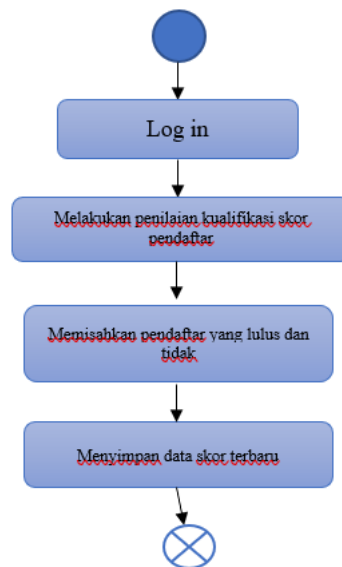 Log in
Melakukan penilaian kualifikasi skor
pendaftar
Memisahkan pendaftar yang lulus dan
tidak
Menyimpan data skor terbaru